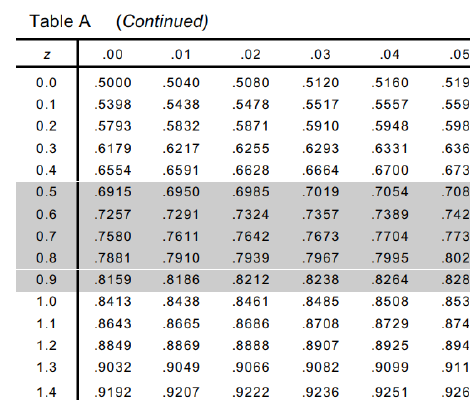 Table A (Continued)
z .00 .01 .02 .03 .04 .05
0.0 .5000 .5040 .5080 .5120 .5160 .519
0.1 .5398 .5438 .5478 .5517 .5557 .559
0.2 .5793 .5832 .5871 .5910 .5948 .598
0.3 .6179 .6217 .6255 .6293 .6331 .636
0.4 .6554 .6591 .6628 .6664 .6700 .673
0.5 .6915 .6950 .6985 .7019 .7054 .708
0.6 .7257 .7291 .7324 .7357 .7389 .742
0.7 .7580 .7611 .7642 .7673 .7704 .773
0.8 .7881 .7910 .7939 .7967 .7995 .802
0.9 .8159 .8186 .8212 .8238 .8264 .828
1.0 .8413 .8438 .8461 .8485 .8508 .853
1.1 .8643 .8665 .8686 .8708 .8729 .874
1.2 .8849 .8869 .8888 .8907 .8925 .894
1.3 .9032 .9049 .9066 .9082 .9099 .911
1.4 .9192 .9207 .9222 .9236 .9251 .926